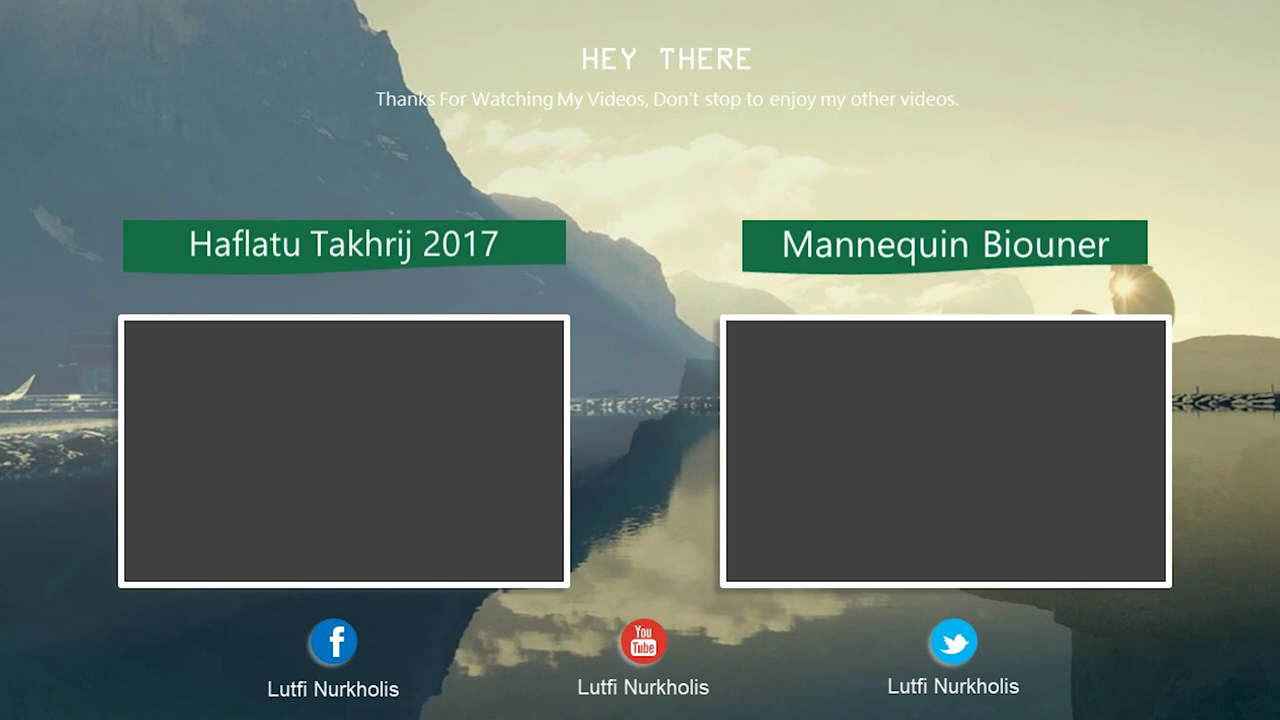 HEY THERE
Thanks For Watching My Videos, Don't stop to enjoy my other videos.
Haflatu Takhrij 2017
Mannequin Biouner
f
You
Tube
Lutfi Nurkholis
Lutfi Nurkholis
Lutfi Nurkholis